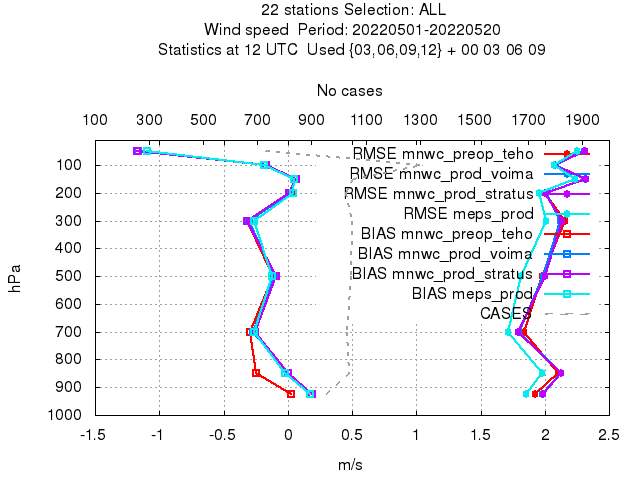 22 stations Selection: ALL
Wind speed  Period: 20220501-20220520
Statistics at 12 UTC  Used {03,06,09,12} + 00 03 06 09
No cases
100 300 500 700 900 1100 1300 1500 1700 1900
RMSE mnwc_preop_teho
RMSE mnwc_prod_voima
RMSE mnwc_prod_stratus
RMSE meps_prod
BIAS mnwc_preop_teho
BIAS mnwc_prod_voima
BIAS mnwc_prod_stratus
BIAS meps_prod
CASES
hPa
100
200
300
400
500
600
700
800
900
1000
-1.5 -1 -0.5 0 0.5 1 1.5 2 2.5
m/s